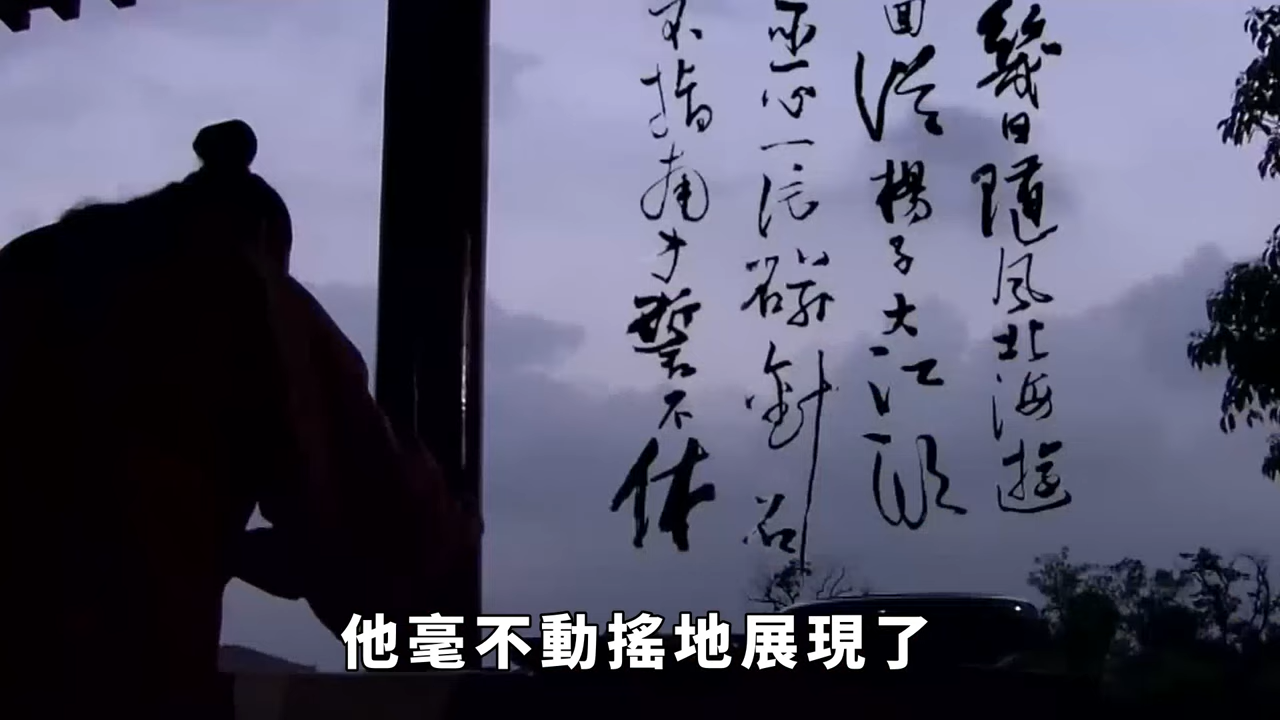 幾日隨風北海遊
回從楊子大江頭
臣心一片磁針石
不指南方誓不休
他毫不動搖地展現了